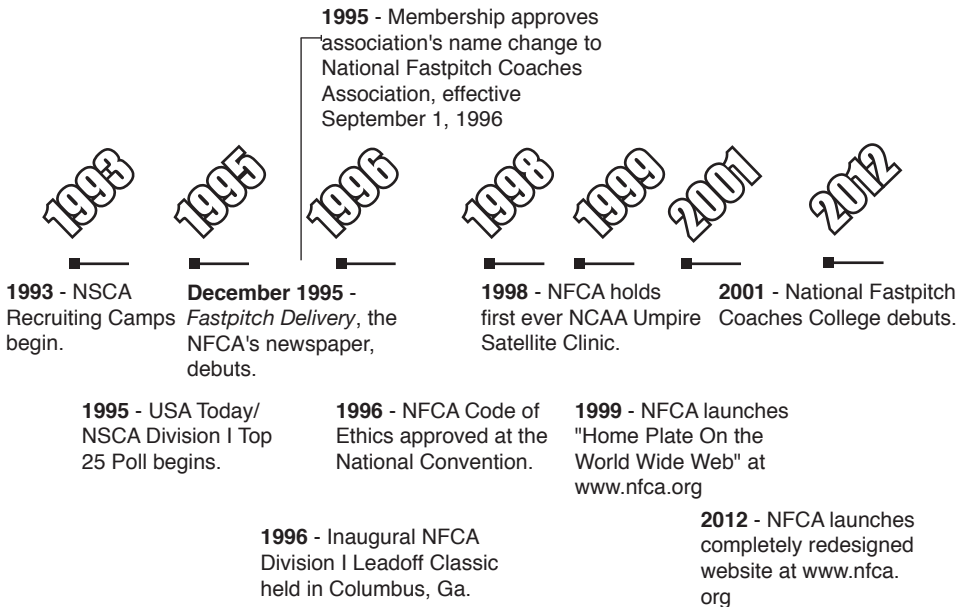 1995 - Membership approves
association's name change to
National Fastpitch Coaches
Association, effective
September 1, 1996
1993
1995
1996
1998
1999
2001
2012
1993 - NSCA
Recruiting Camps
begin.
December 1995 -
Fastpitch Delivery, the
NFCA's newspaper,
debuts.
1998 - NFCA holds
first ever NCAA Umpire
Satellite Clinic.
2001 - National Fastpitch
Coaches College debuts.
1995 - USA Today/
NSCA Division I Top
25 Poll begins.
1996 - NFCA Code of
Ethics approved at the
National Convention.
1999 - NFCA launches
"Home Plate On the
World Wide Web" at
www.nfca.org
1996 - Inaugural NFCA
Division I Leadoff Classic
held in Columbus, Ga.
2012 - NFCA launches
completely redesigned
website at www.nfca.
org